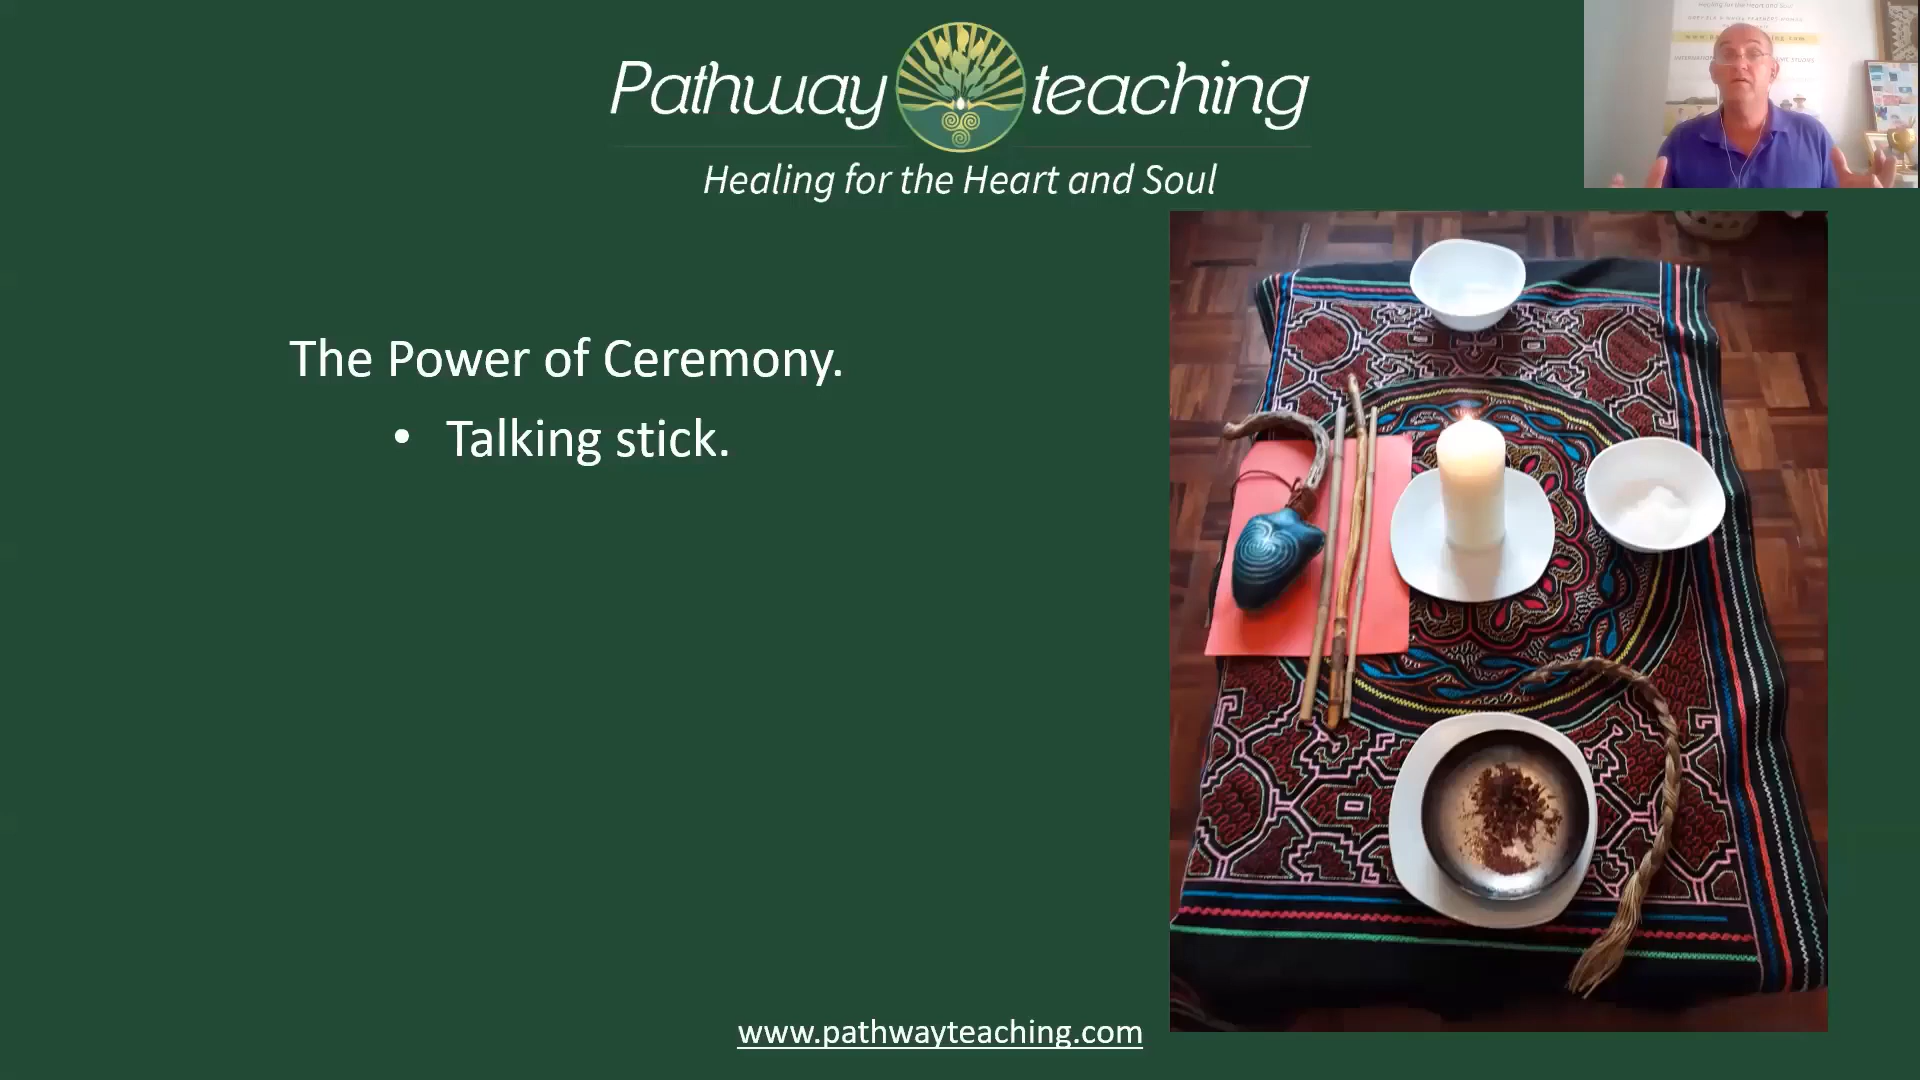 Pathway teaching
Healing for the Heart and Soul
The Power of Ceremony.
• Talking stick.
www.pathwayteaching.com